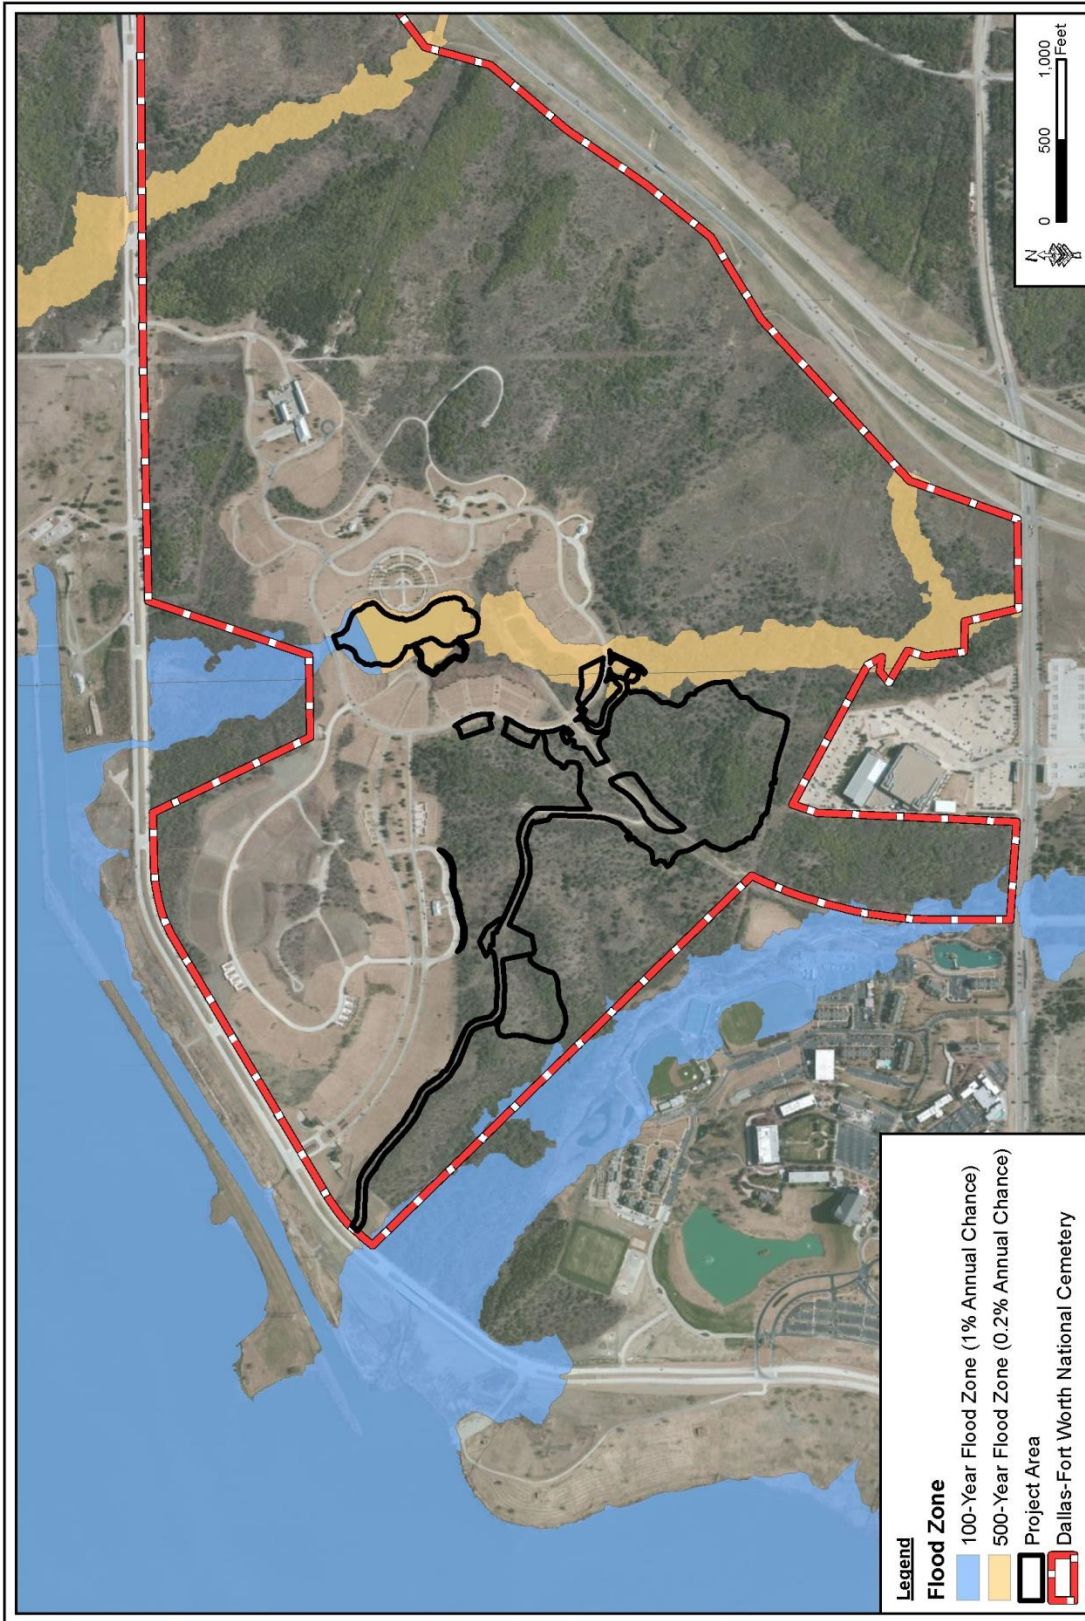 Legend
Flood Zone
100-Year Flood Zone (1% Annual Chance)
500-Year Flood Zone (0.2% Annual Chance)
Project Area
Dallas-Fort Worth National Cemetery
N
0 500 1,000
Feet